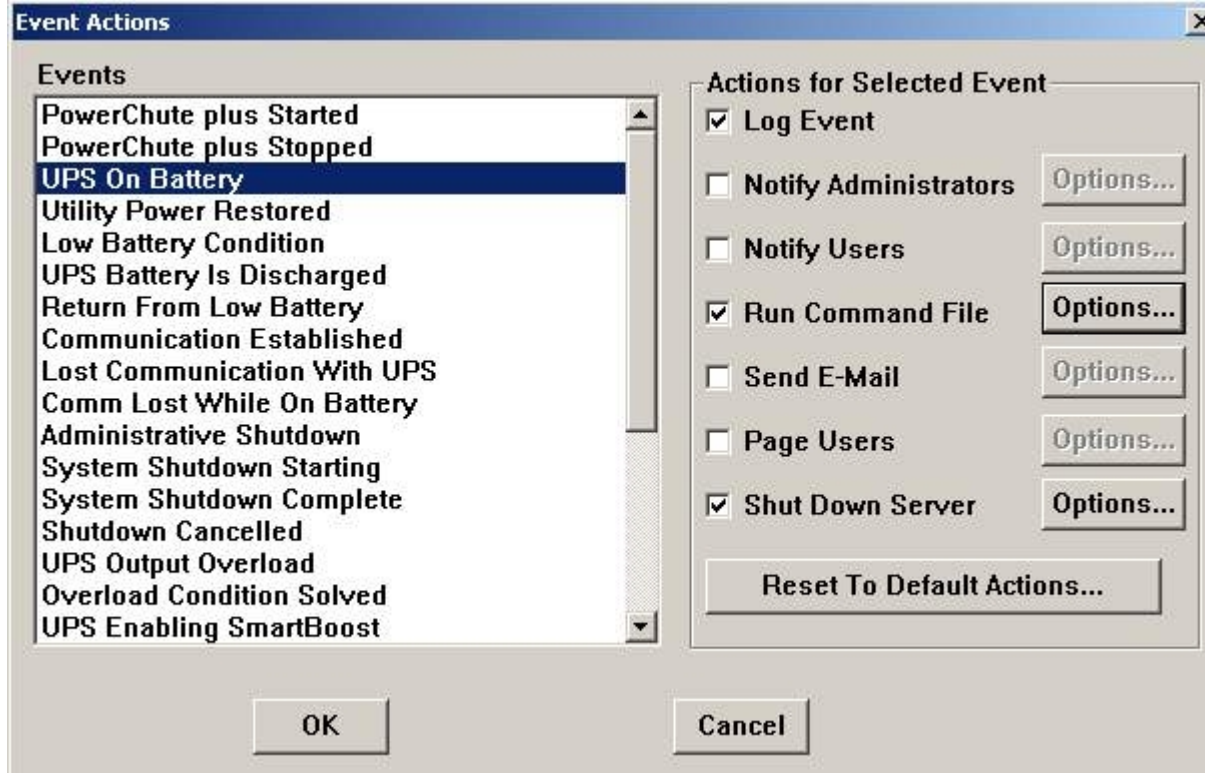 Event Actions
Events
PowerChute plus Started
PowerChute plus Stopped
UPS On Battery
Utility Power Restored
Low Battery Condition
UPS Battery Is Discharged
Return From Low Battery
Communication Established
Lost Communication With UPS
Comm Lost While On Battery
Administrative Shutdown
System Shutdown Starting
System Shutdown Complete
Shutdown Cancelled
UPS Output Overload
Overload Condition Solved
UPS Enabling SmartBoost
Actions for Selected Event
Log Event
Notify Administrators Options...
Notify Users Options...
Run Command File Options...
Send E-Mail Options...
Page Users Options...
Shut Down Server Options...
Reset To Default Actions...
OK Cancel